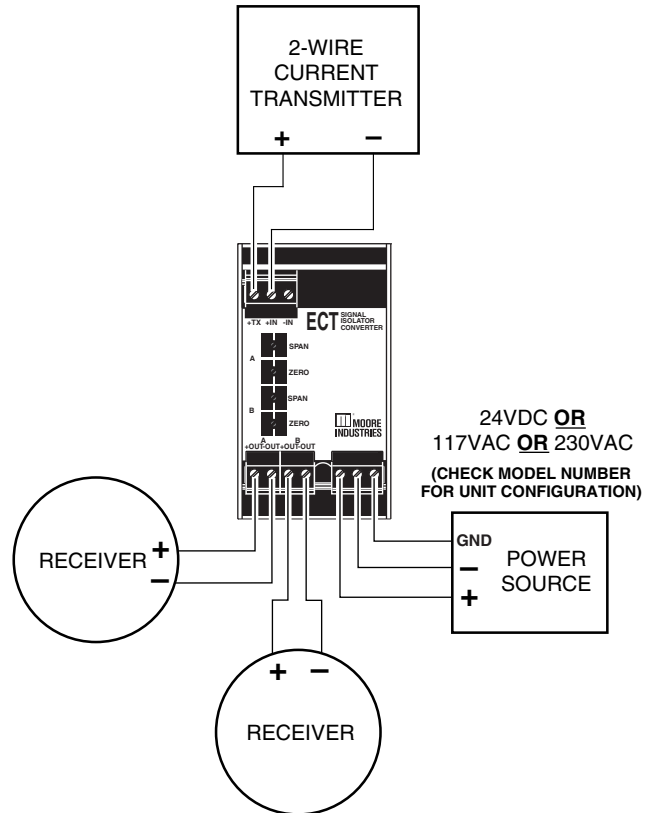 2-WIRE
CURRENT
TRANSMITTER
+ −
+TX +IN -IN
ECT SIGNAL
ISOLATOR
CONVERTER
SPAN
A
ZERO
SPAN
B
ZERO
MOORE
INDUSTRIES
A B
+OUT-OUT+OUT-OUT
24VDC OR
117VAC OR 230VAC
(CHECK MODEL NUMBER
FOR UNIT CONFIGURATION)
GND
−
+
POWER
SOURCE
RECEIVER
+
−
+ −
RECEIVER